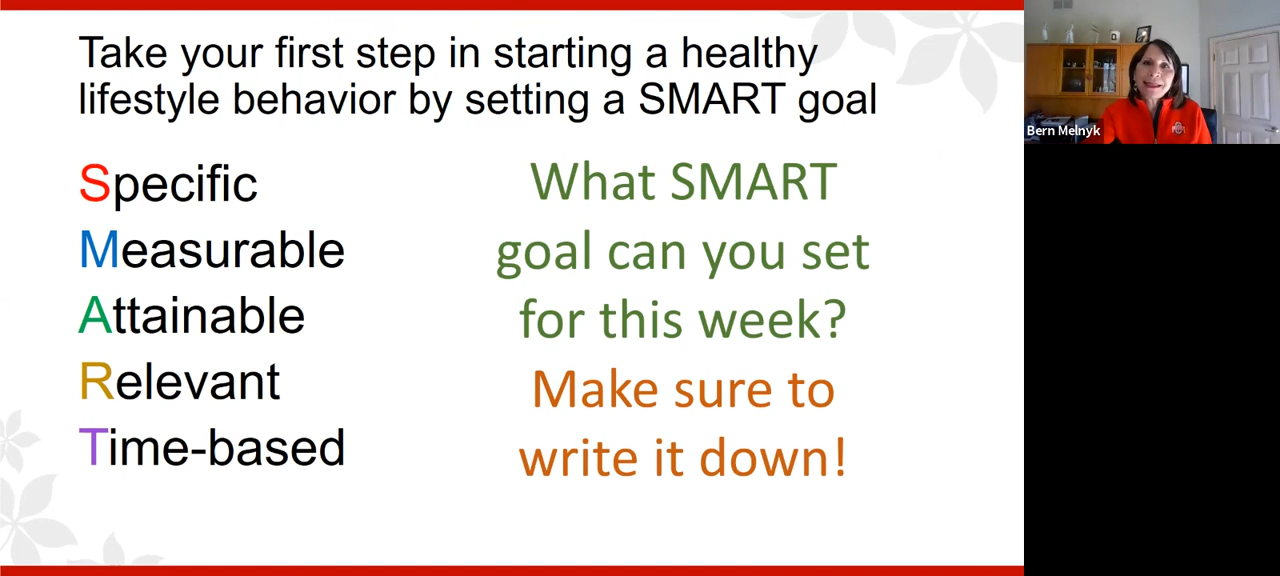 Take your first step in starting a healthy
lifestyle behavior by setting a SMART goal
Specific
Measurable
Attainable
Relevant
Time-based
What SMART
goal can you set
for this week?
Make sure to
write it down!
Bern Melnyk